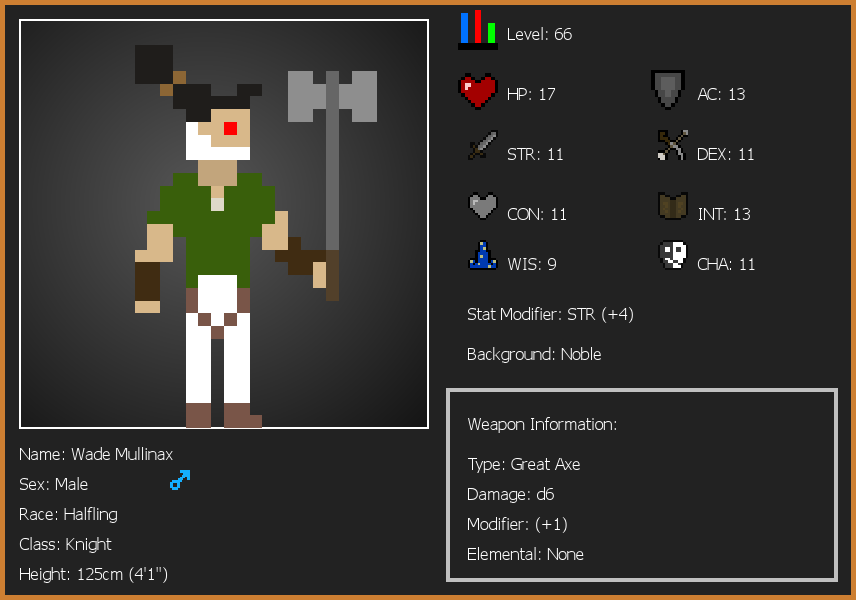 Level: 66
HP: 17
AC: 13
STR: 11
DEX: 11
CON: 11
INT: 13
WIS: 9
CHA: 11
Stat Modifier: STR (+4)
Background: Noble
Weapon Information:
Type: Great Axe
Damage: d6
Modifier: (+1)
Elemental: None
Name: Wade Mullinax
Sex: Male
Race: Halfling
Class: Knight
Height: 125cm (4'1")